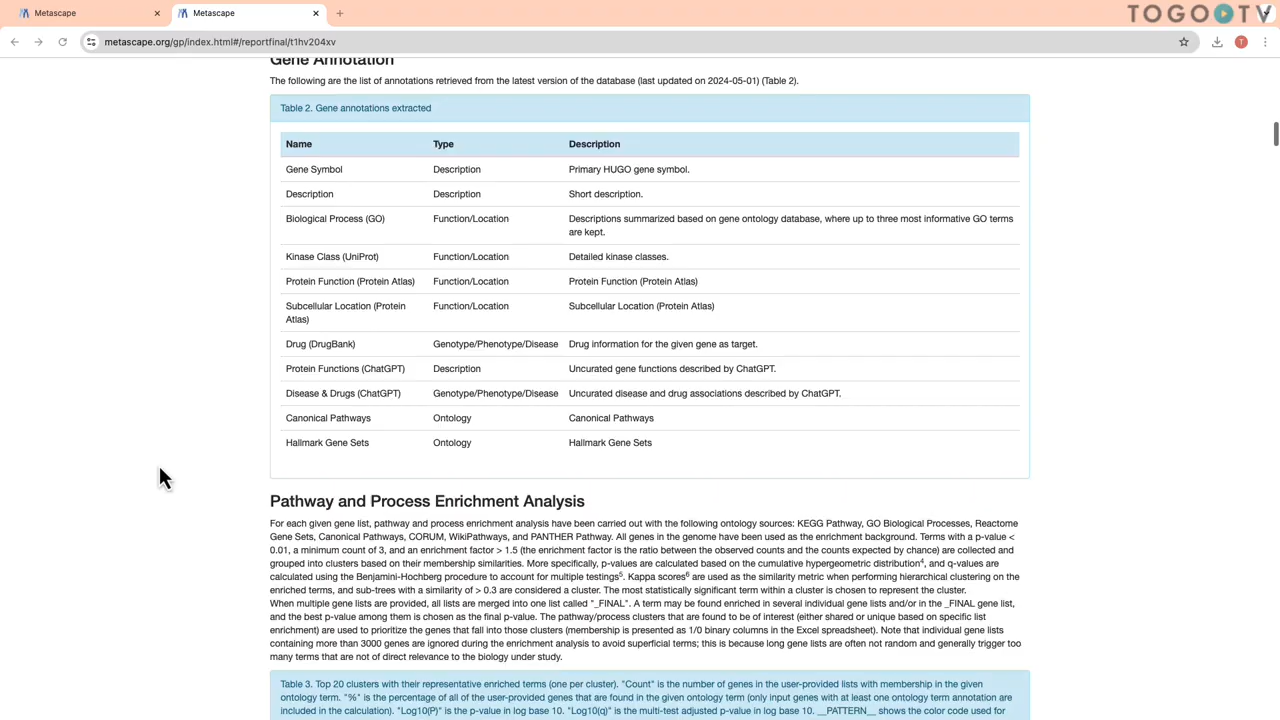 Metascape
Metascape
TOGO TV
metascape.org/gp/index.html#/reportfinal/t1hv204xv
T
Gene Annotation
The following are the list of annotations retrieved from the latest version of the database (last updated on 2024-05-01) (Table 2).
Table 2. Gene annotations extracted
Name Type Description
Gene Symbol Description Primary HUGO gene symbol.
Description Description Short description.
Biological Process (GO) Function/Location Descriptions summarized based on gene ontology database, where up to three most informative GO terms
are kept.
Kinase Class (UniProt) Function/Location Detailed kinase classes.
Protein Function (Protein Atlas) Function/Location Protein Function (Protein Atlas)
Subcellular Location (Protein Function/Location Subcellular Location (Protein Atlas)
Atlas)
Drug (DrugBank) Genotype/Phenotype/Disease Drug information for the given gene as target.
Protein Functions (ChatGPT) Description Uncurated gene functions described by ChatGPT.
Disease & Drugs (ChatGPT) Genotype/Phenotype/Disease Uncurated disease and drug associations described by ChatGPT.
Canonical Pathways Ontology Canonical Pathways
Hallmark Gene Sets Ontology Hallmark Gene Sets
Pathway and Process Enrichment Analysis
For each given gene list, pathway and process enrichment analysis have been carried out with the following ontology sources: KEGG Pathway, GO Biological Processes, Reactome
Gene Sets, Canonical Pathways, CORUM, WikiPathways, and PANTHER Pathway. All genes in the genome have been used as the enrichment background. Terms with a p-value <
0.01, a minimum count of 3, and an enrichment factor > 1.5 (the enrichment factor is the ratio between the observed counts and the counts expected by chance) are collected and
grouped into clusters based on their membership similarities. More specifically, p-values are calculated based on the cumulative hypergeometric distribution⁴, and q-values are
calculated using the Benjamini-Hochberg procedure to account for multiple testings⁵. Kappa scores⁶ are used as the similarity metric when performing hierarchical clustering on the
enriched terms, and sub-trees with a similarity of > 0.3 are considered a cluster. The most statistically significant term within a cluster is chosen to represent the cluster.
When multiple gene lists are provided, all lists are merged into one list called "_FINAL". A term may be found enriched in several individual gene lists and/or in the _FINAL gene list,
and the best p-value among them is chosen as the final p-value. The pathway/process clusters that are found to be of interest (either shared or unique based on specific list
enrichment) are used to prioritize the genes that fall into those clusters (membership is presented as 1/0 binary columns in the Excel spreadsheet). Note that individual gene lists
containing more than 3000 genes are ignored during the enrichment analysis to avoid superficial terms; this is because long gene lists are often not random and generally trigger too
many terms that are not of direct relevance to the biology under study.
Table 3. Top 20 clusters with their representative enriched terms (one per cluster). "Count" is the number of genes in the user-provided lists with membership in the given
ontology term. "%" is the percentage of all of the user-provided genes that are found in the given ontology term (only input genes with at least one ontology term annotation are
included in the calculation). "Log10(P)" is the p-value in log base 10. "Log10(q)" is the multi-test adjusted p-value in log base 10. __PATTERN__ shows the color code used for